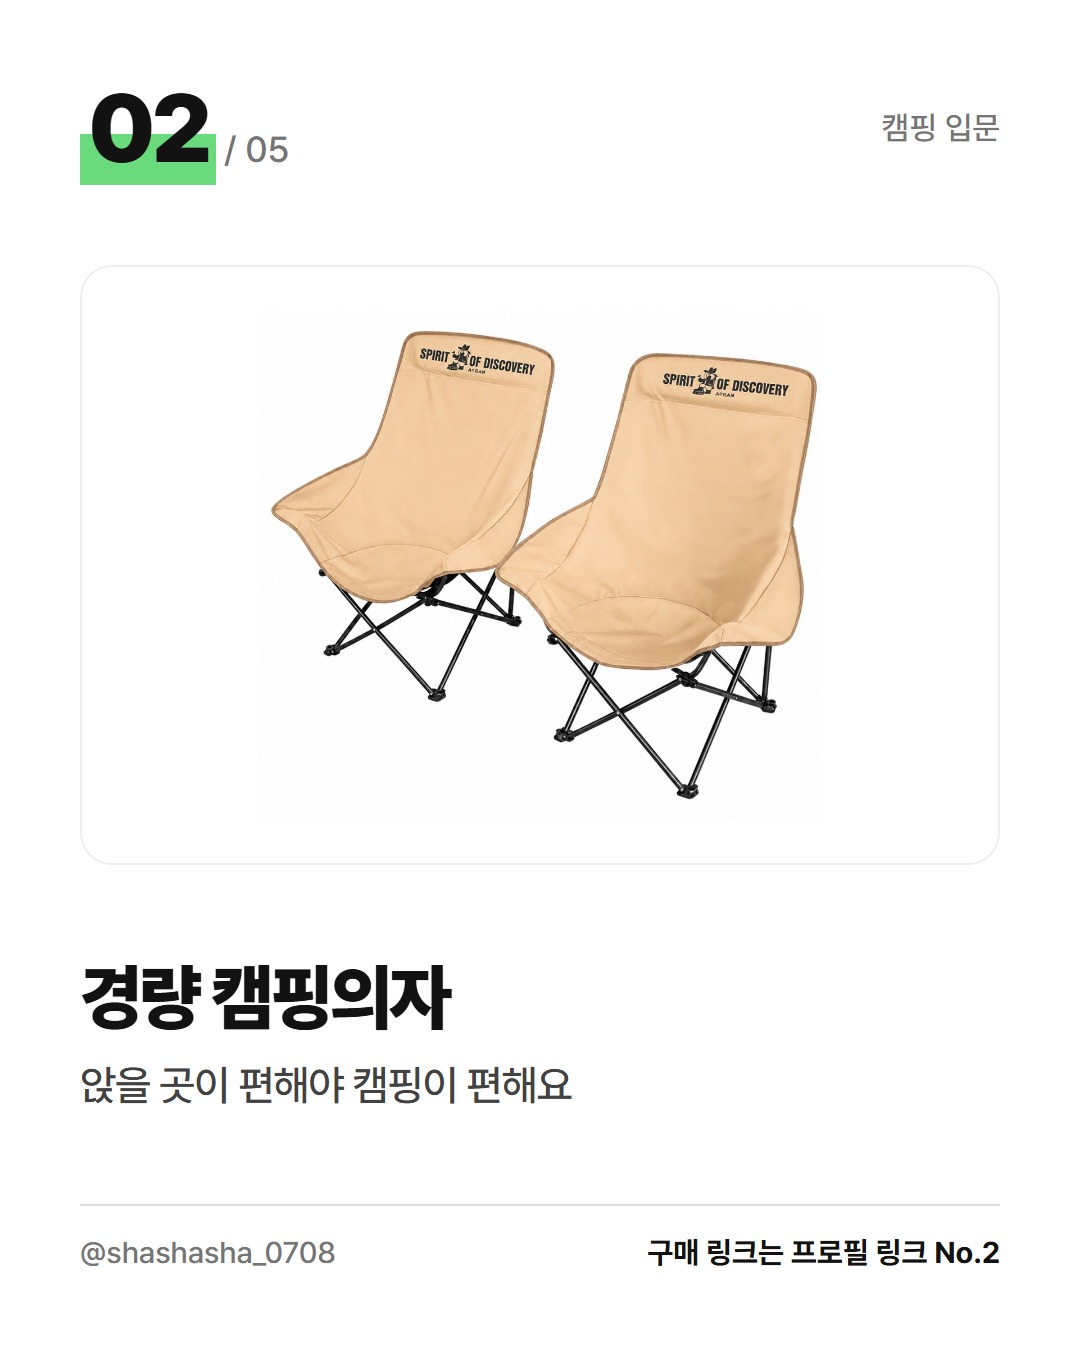 02 / 05
캠핑 입문
SPIRIT OF DISCOVERY
SPIRIT OF DISCOVERY
경량 캠핑의자
앉을 곳이 편해야 캠핑이 편해요
@shashasha_0708
구매 링크는 프로필 링크 No.2